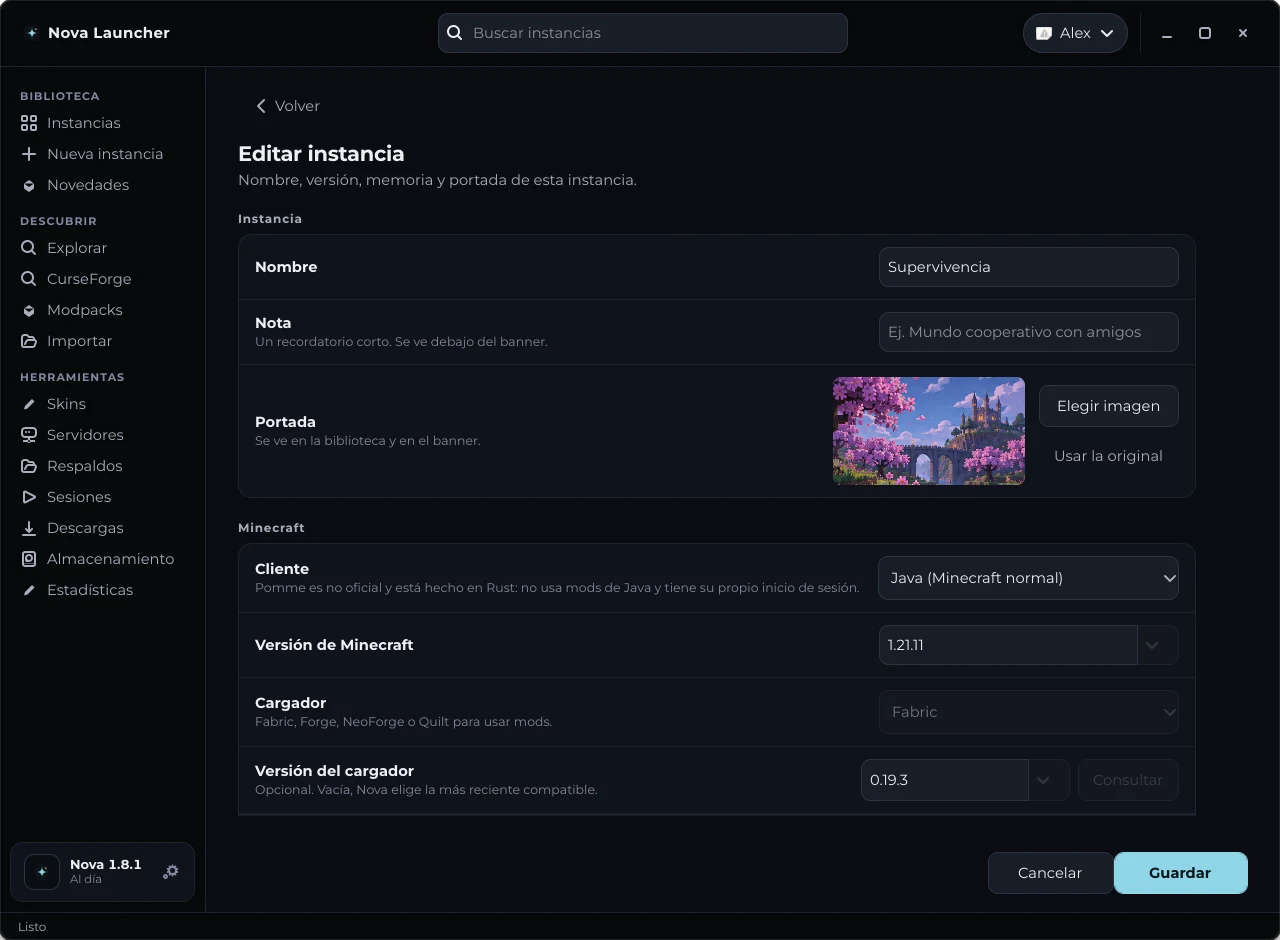 Nova Launcher
Buscar instancias
Alex
BIBLIOTECA
Instancias
Nueva instancia
Novedades
DESCUBRIR
Explorar
CurseForge
Modpacks
Importar
HERRAMIENTAS
Skins
Servidores
Respaldos
Sesiones
Descargas
Almacenamiento
Estadísticas
Nova 1.8.1
Al día
Volver
Editar instancia
Nombre, versión, memoria y portada de esta instancia.
Instancia
Nombre
Supervivencia
Nota
Un recordatorio corto. Se ve debajo del banner.
Ej. Mundo cooperativo con amigos
Portada
Se ve en la biblioteca y en el banner.
Elegir imagen
Usar la original
Minecraft
Cliente
Pomme es no oficial y está hecho en Rust: no usa mods de Java y tiene su propio inicio de sesión.
Java (Minecraft normal)
Versión de Minecraft
1.21.11
Cargador
Fabric, Forge, NeoForge o Quilt para usar mods.
Fabric
Versión del cargador
Opcional. Vacía, Nova elige la más reciente compatible.
0.19.3
Consultar
Cancelar
Guardar
Listo